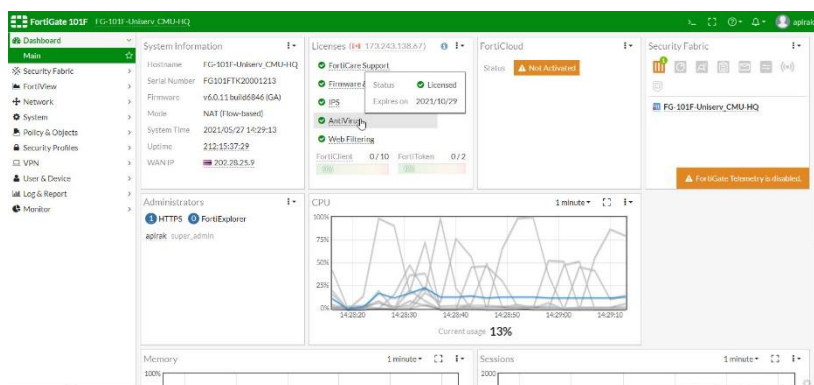 FortiGate 101F FG-101F-Uniserv_CMU-HQ
apirak
Dashboard
Main
Security Fabric
FortiView
Network
System
Policy & Objects
Security Profiles
VPN
User & Device
Log & Report
Monitor
System Information
Hostname FG-101F-Uniserv_CMU-HQ
Serial Number FG101FTK20001213
Firmware v6.0.11 build6846 (GA)
Mode NAT (Flow-based)
System Time 2021/05/27 14:29:13
Uptime 212:15:37:29
WAN IP 202.28.25.9
Licenses (173.243.138.67)
FortiCare Support
Firmware &
IPS
AntiVirus
Web Filtering
Status Licensed
Expires on 2021/10/29
FortiClient 0/10 FortiToken 0/2
FortiCloud
Status Not Activated
Security Fabric
FG-101F-Uniserv_CMU-HQ
FortiGate Telemetry is disabled.
Administrators
1 HTTPS 0 FortiExplorer
apirak super_admin
CPU 1 minute
100%
75%
50%
25%
0%
14:28:20 14:28:30 14:28:40 14:28:50 14:29:00 14:29:10
Current usage 13%
Memory 1 minute
100%
Sessions 1 minute
2000